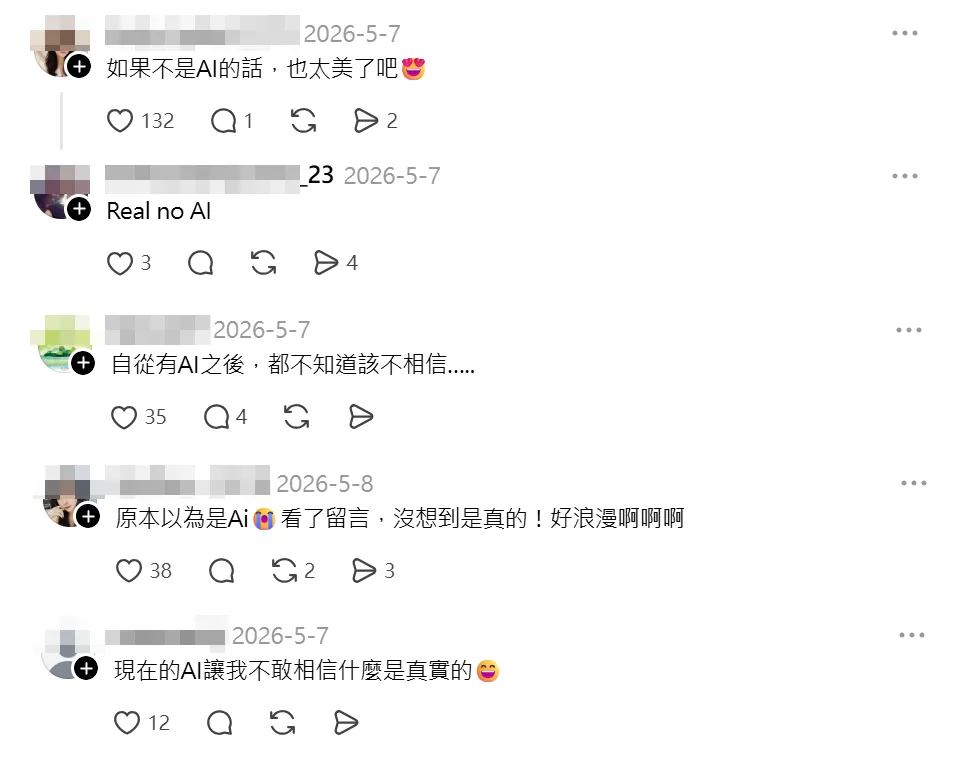 2026-5-7
如果不是AI的話，也太美了吧😍
132 1 2
_23 2026-5-7
Real no AI
3 4
2026-5-7
自從有AI之後，都不知道該不相信.....
35 4
2026-5-8
原本以為是Ai😭看了留言，沒想到是真的！好浪漫啊啊啊
38 2 3
2026-5-7
現在的AI讓我不敢相信什麼是真實的😄
12